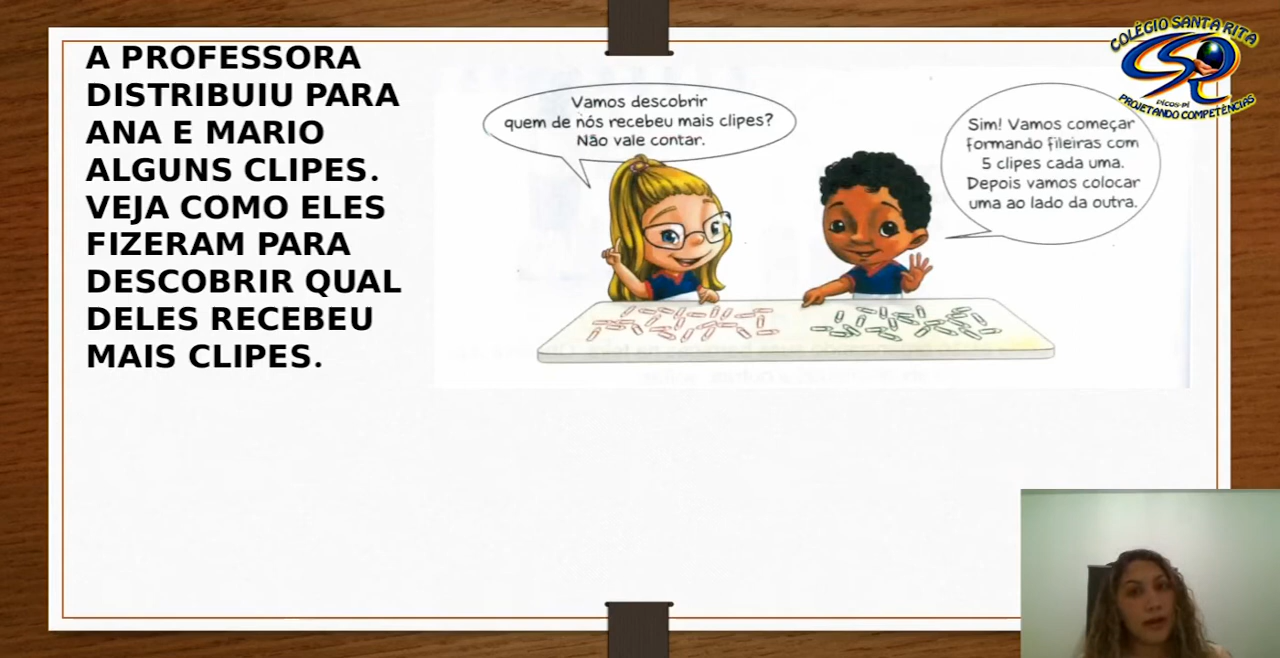 A PROFESSORA
DISTRIBUIU PARA
ANA E MARIO
ALGUNS CLIPES.
VEJA COMO ELES
FIZERAM PARA
DESCOBRIR QUAL
DELES RECEBEU
MAIS CLIPES.
Vamos descobrir
quem de nós recebeu mais clipes?
Não vale contar.
Sim! Vamos começar
formando fileiras com
5 clipes cada uma.
Depois vamos colocar
uma ao lado da outra.
COLÉGIO SANTA RITA
PICOS-PI
PROJETANDO COMPETÊNCIAS